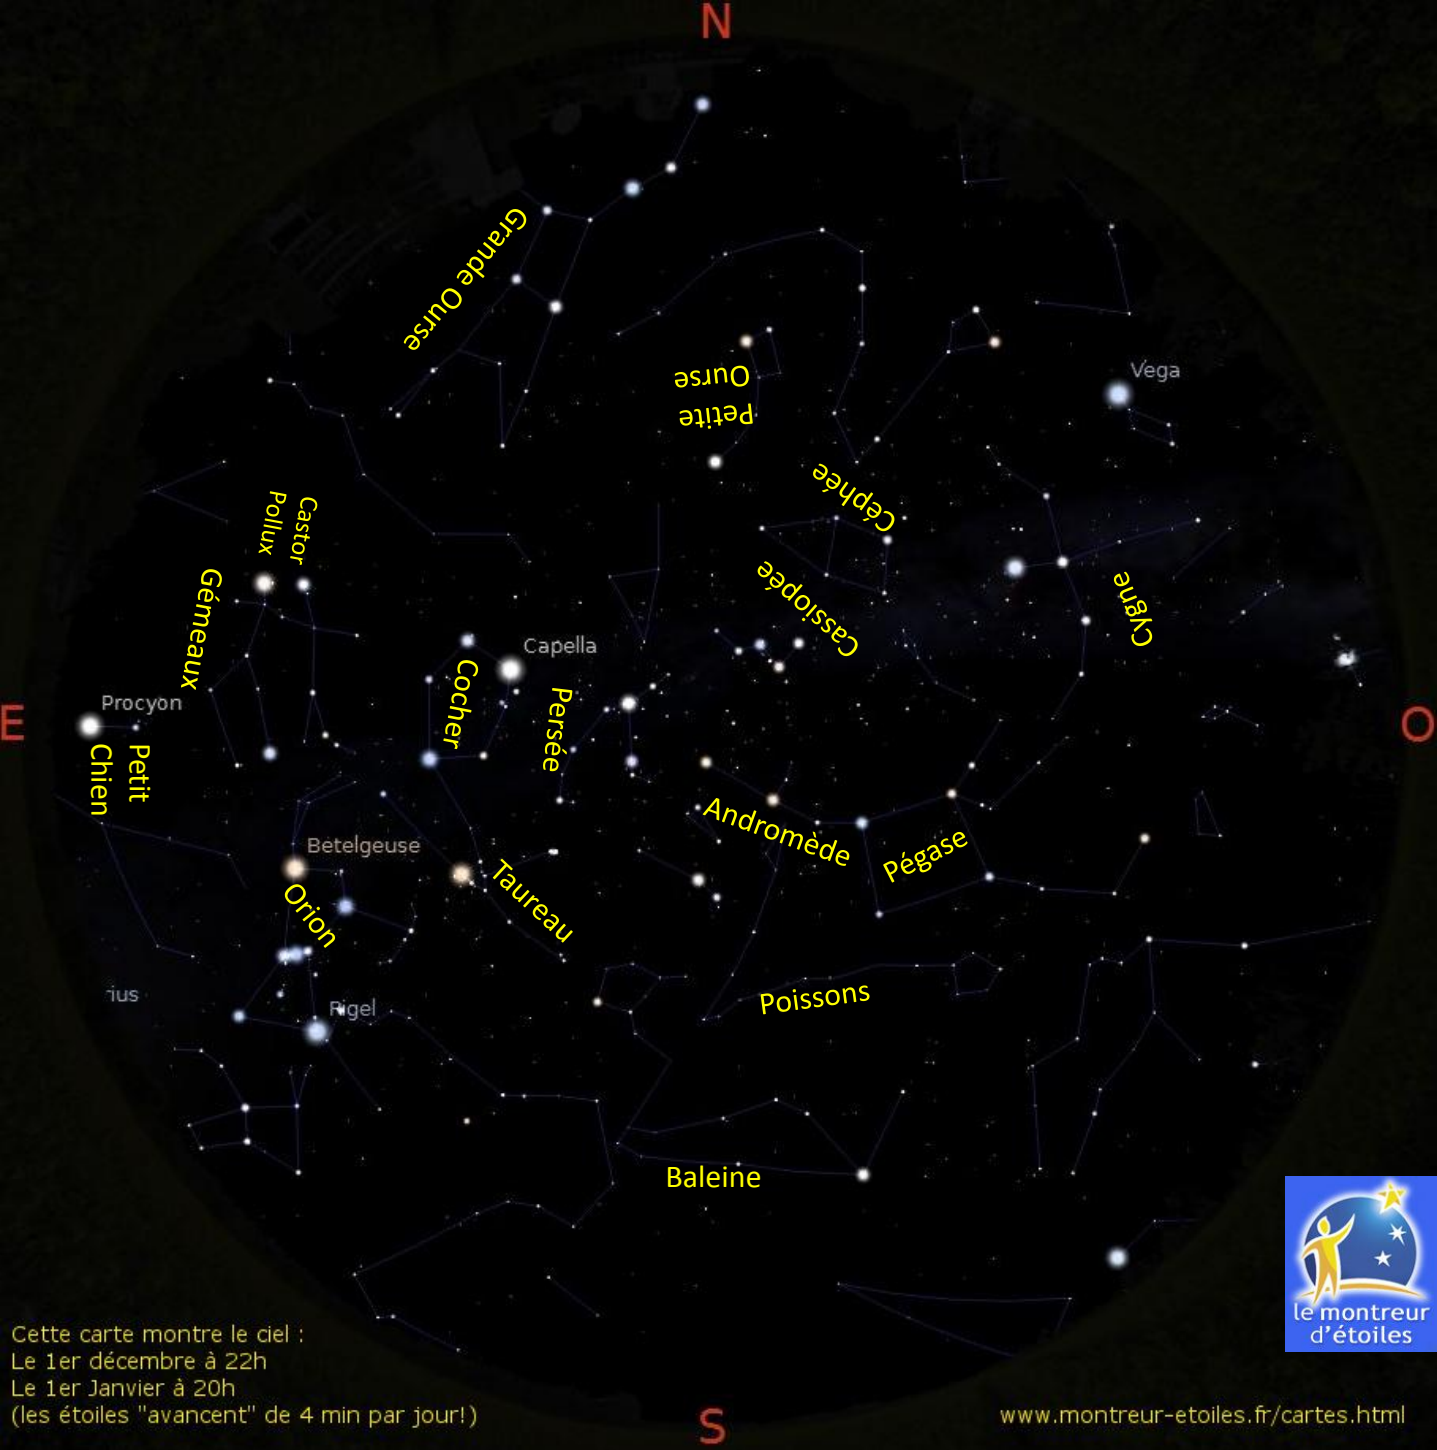 N
Grande Ourse
Ourse
Petite
Vega
Céphée
Castor
Pollux
Cassiopée
Cygne
Gémeaux
Capella
Cocher
Persée
E
Procyon
Petit
Chien
O
Andromède
Pégase
Betelgeuse
Orion
Taureau
Poissons
rius
Rigel
Baleine
le montreur
d'étoiles
Cette carte montre le ciel :
Le 1er décembre à 22h
Le 1er Janvier à 20h
(les étoiles "avancent" de 4 min par jour!)
www.montreur-etoiles.fr/cartes.html
S